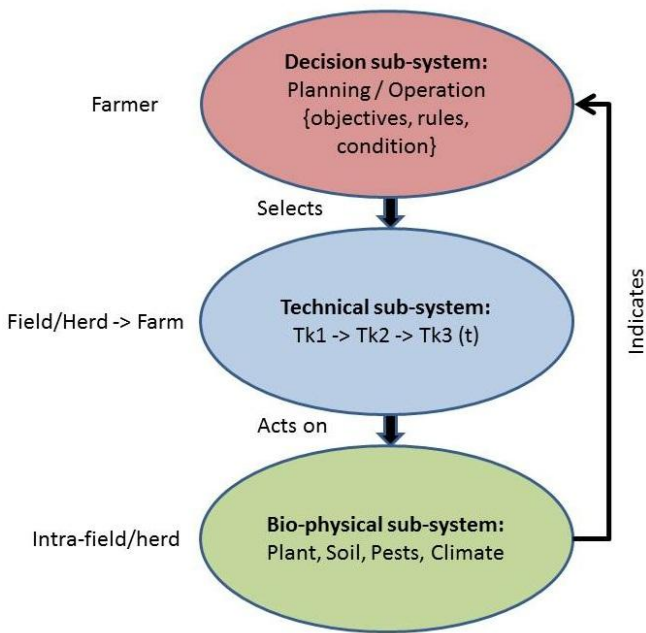 Decision sub-system:
Planning / Operation
{objectives, rules,
condition}
Farmer
Selects
Technical sub-system:
Tk1 -> Tk2 -> Tk3 (t)
Field/Herd -> Farm
Indicates
Acts on
Bio-physical sub-system:
Plant, Soil, Pests, Climate
Intra-field/herd